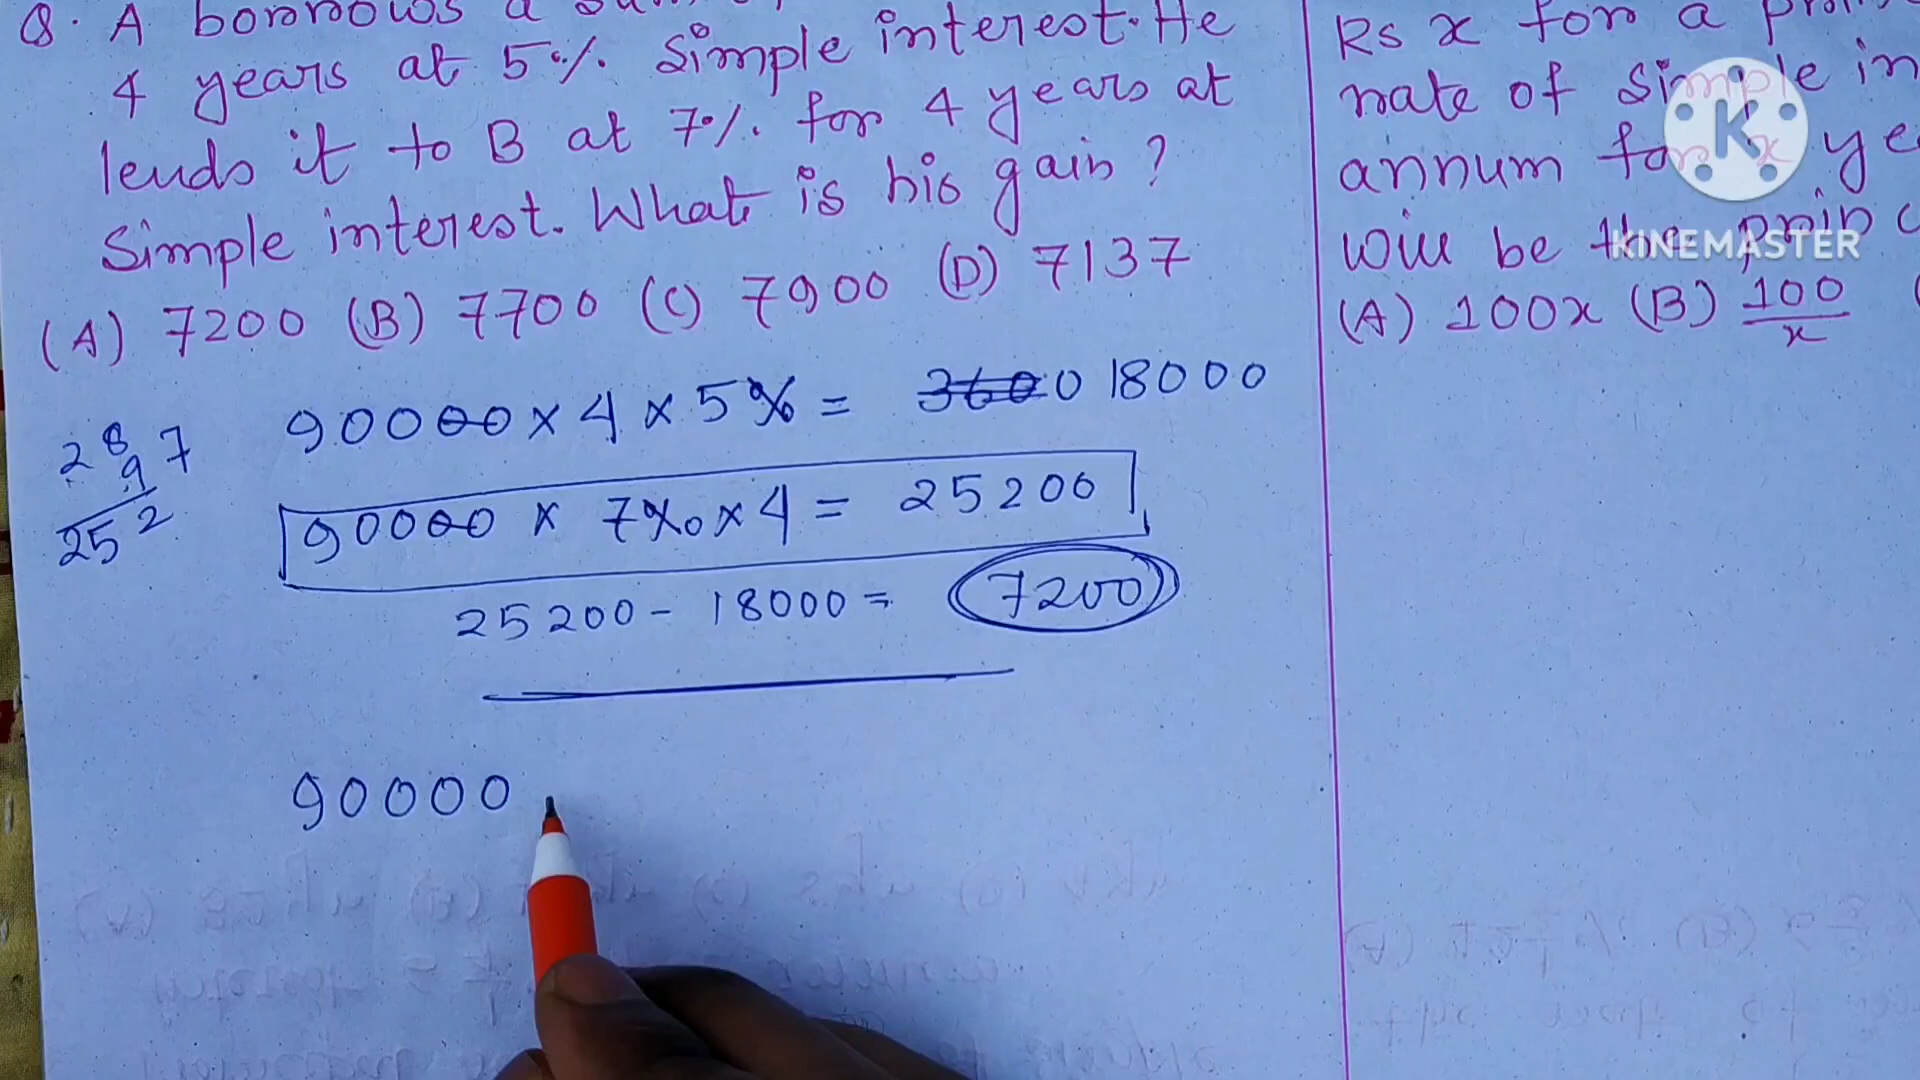 Q. A borrows a sum
4 years at 5% simple interest. He
lends it to B at 7% for 4 years at
simple interest. What is his gain?
(A) 7200 (B) 7700 (C) 7900 (D) 7137
90000 × 4 × 5% = 3600 18000
2 8 9 7
25 2
90000 × 7% × 4 = 25200
25200 - 18000 = 7200
90000
Rs x for a
rate of simple in
annum for x ye
will be the princ
(A) 100x (B) 100/x (
K
KINEMASTER